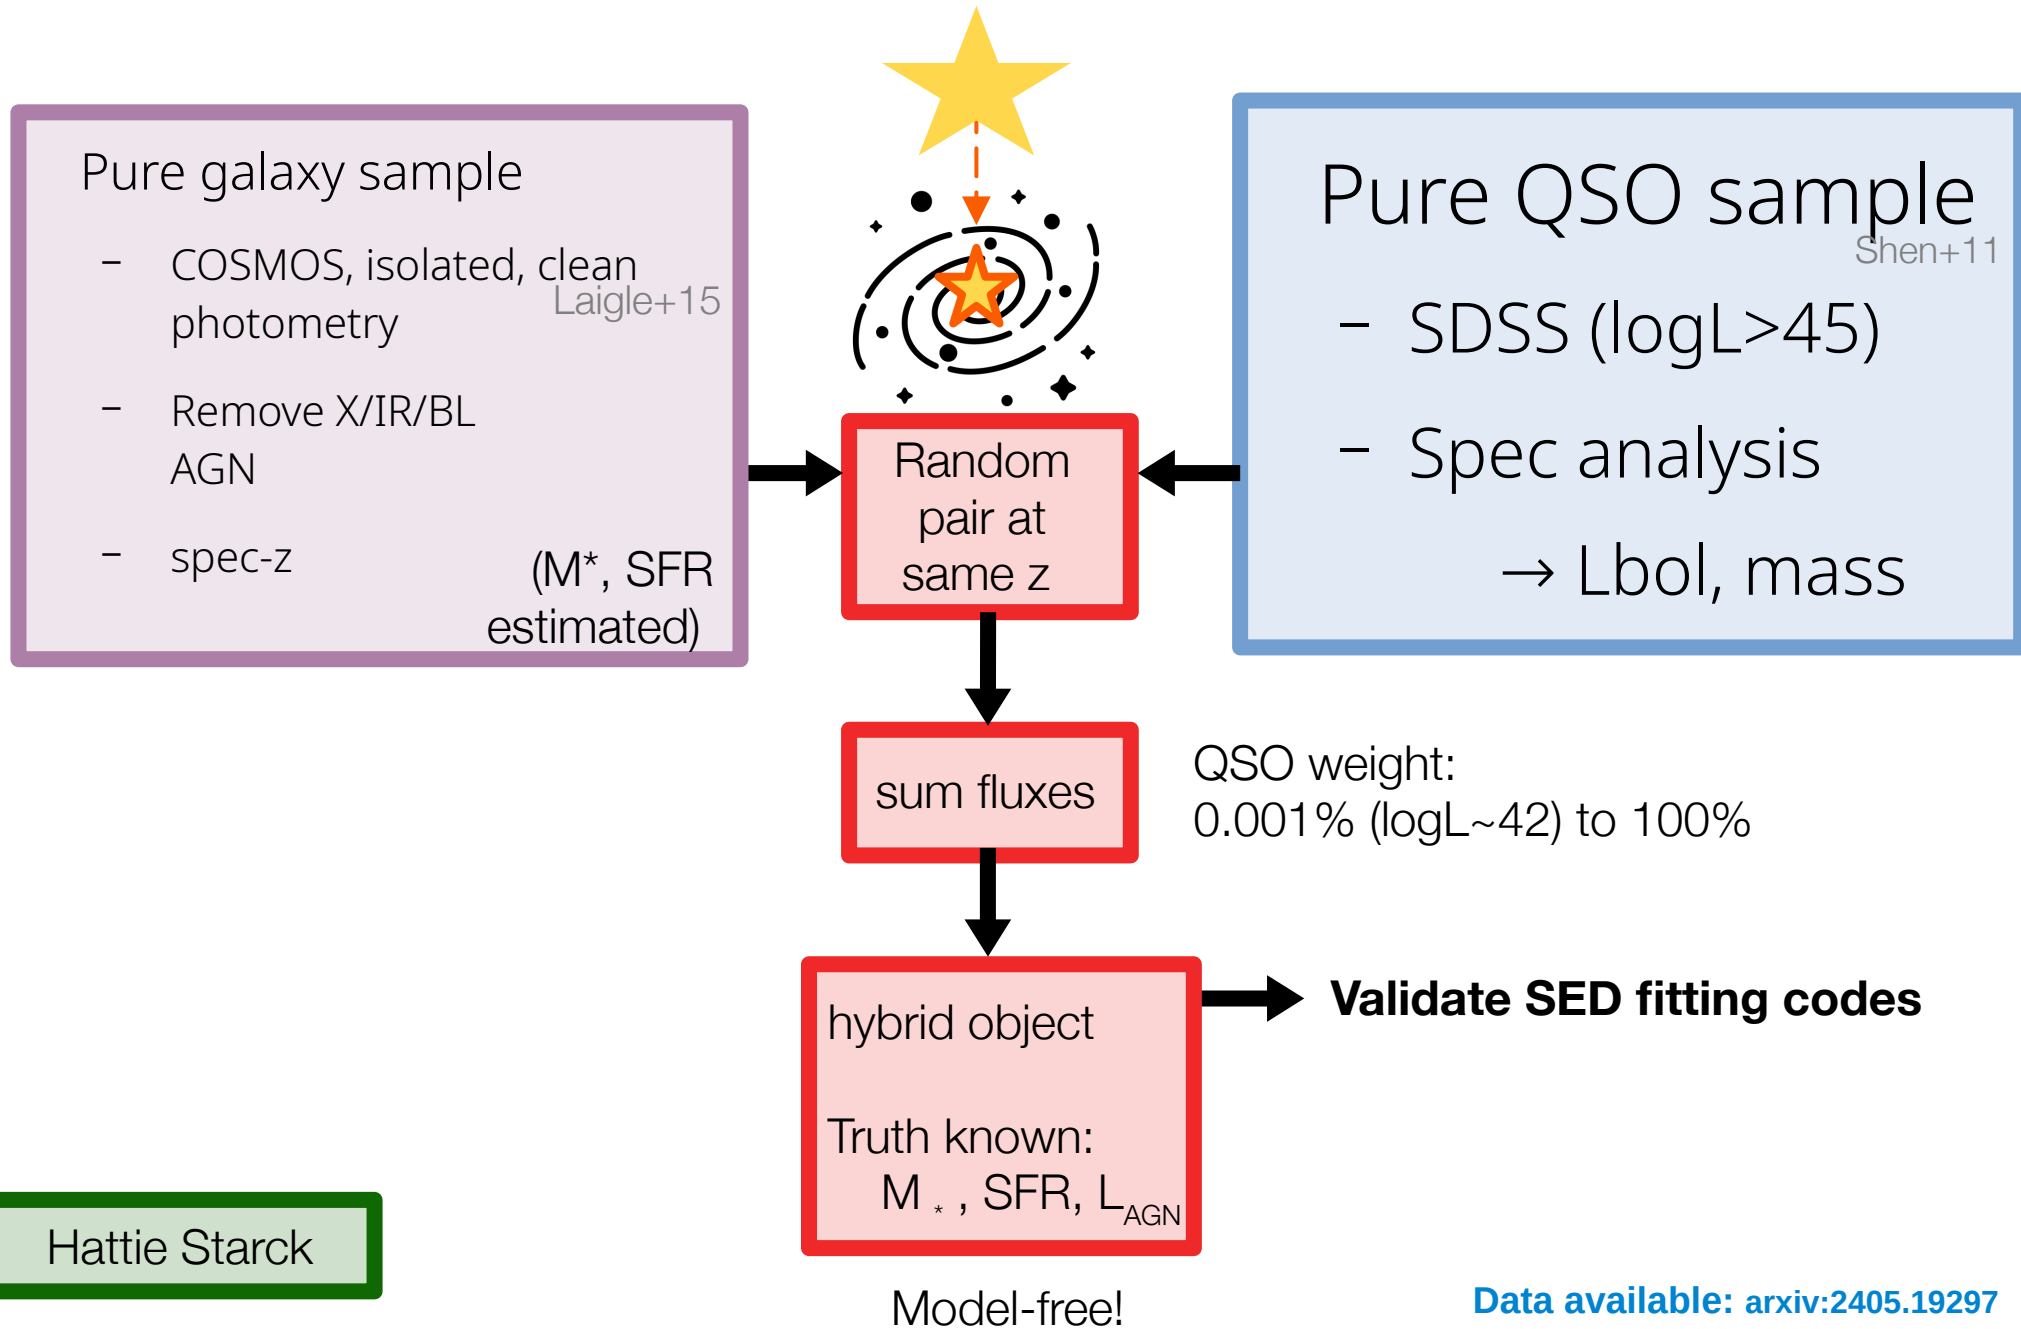 Pure galaxy sample
– COSMOS, isolated, clean
photometry
Laigle+15
– Remove X/IR/BL
AGN
– spec-z
(M*, SFR
estimated)
Random
pair at
same z
Pure QSO sample
Shen+11
– SDSS (logL>45)
– Spec analysis
→ Lbol, mass
sum fluxes
QSO weight:
0.001% (logL~42) to 100%
hybrid object
Truth known:
M * , SFR, LAGN
Validate SED fitting codes
Hattie Starck
Model-free!
Data available: arxiv:2405.19297